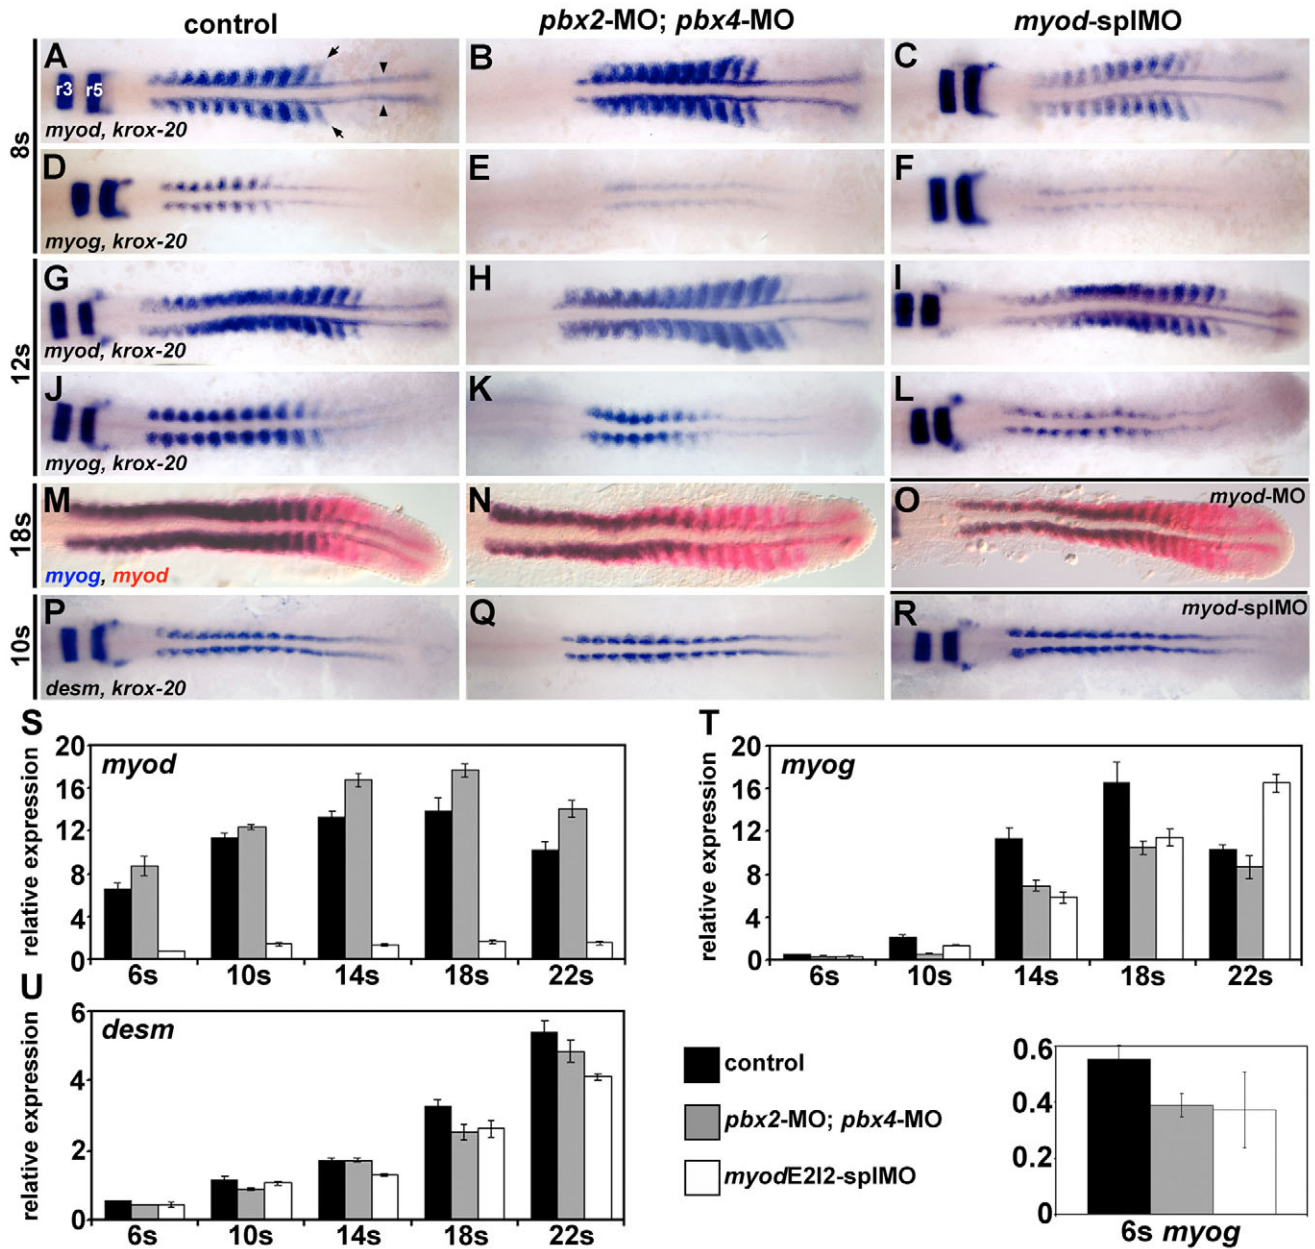 control
pbx2-MO; pbx4-MO
myod-splMO
8s
A
r3 r5
myod, krox-20
B
C
D
myog, krox-20
E
F
12s
G
myod, krox-20
H
I
J
myog, krox-20
K
L
18s
M
myog, myod
N
O
myod-MO
10s
P
desm, krox-20
Q
R
myod-splMO
S
myod
relative expression
20
16
12
8
4
0
6s 10s 14s 18s 22s
T
myog
relative expression
20
16
12
8
4
0
6s 10s 14s 18s 22s
U
desm
relative expression
6
4
2
0
6s 10s 14s 18s 22s
control
pbx2-MO; pbx4-MO
myodE2I2-splMO
0.6
0.4
0.2
0
6s myog